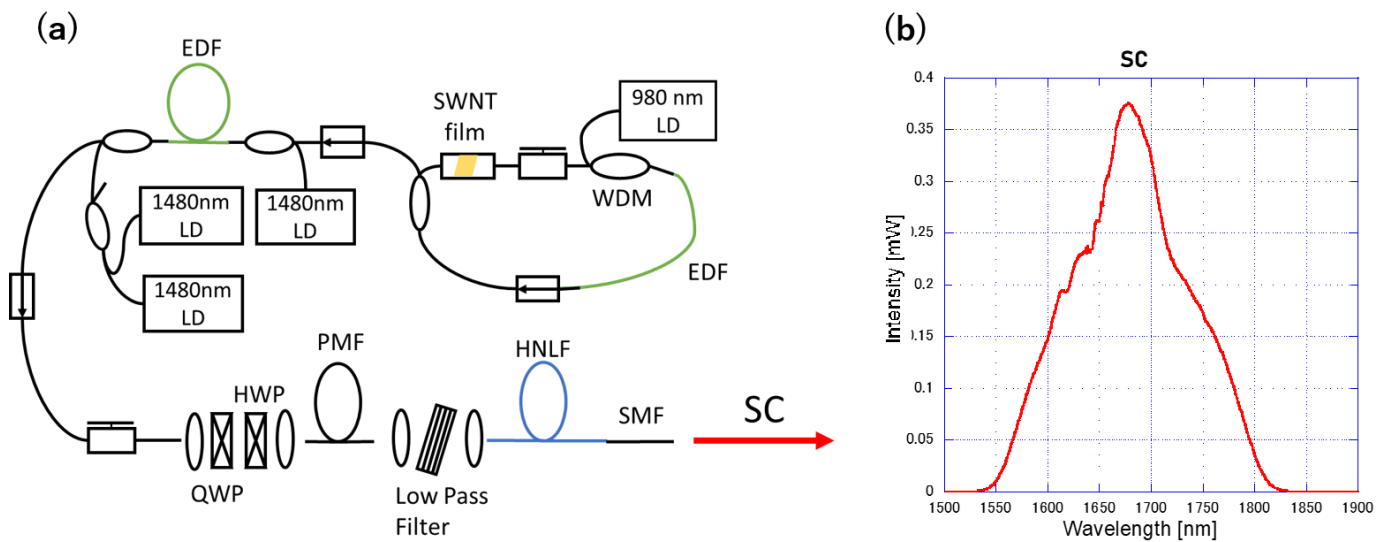 (a)
EDF
SWNT
film
980 nm
LD
WDM
EDF
1480nm
LD
1480nm
LD
1480nm
LD
PMF
HWP
QWP
Low Pass
Filter
HNLF
SMF
SC
(b)
SC
Intensity [mW]
0.4
0.35
0.3
0.25
0.2
0.15
0.1
0.05
0
1500 1550 1600 1650 1700 1750 1800 1850 1900
Wavelength [nm]